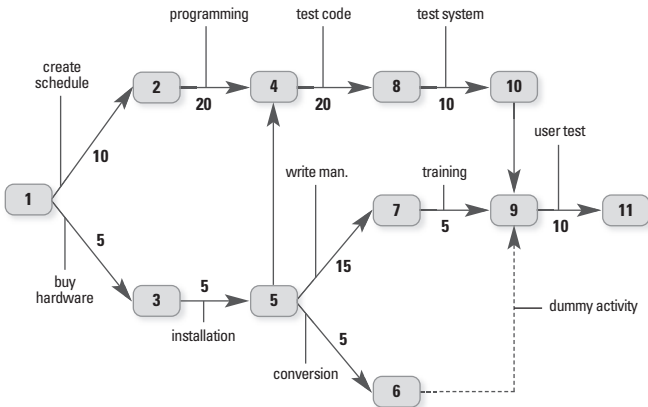 programming
test code
test system
create
schedule
2
4
8
10
20
20
10
10
write man.
training
user test
1
7
9
11
5
10
5
15
buy
hardware
5
3
5
installation
5
dummy activity
conversion
6